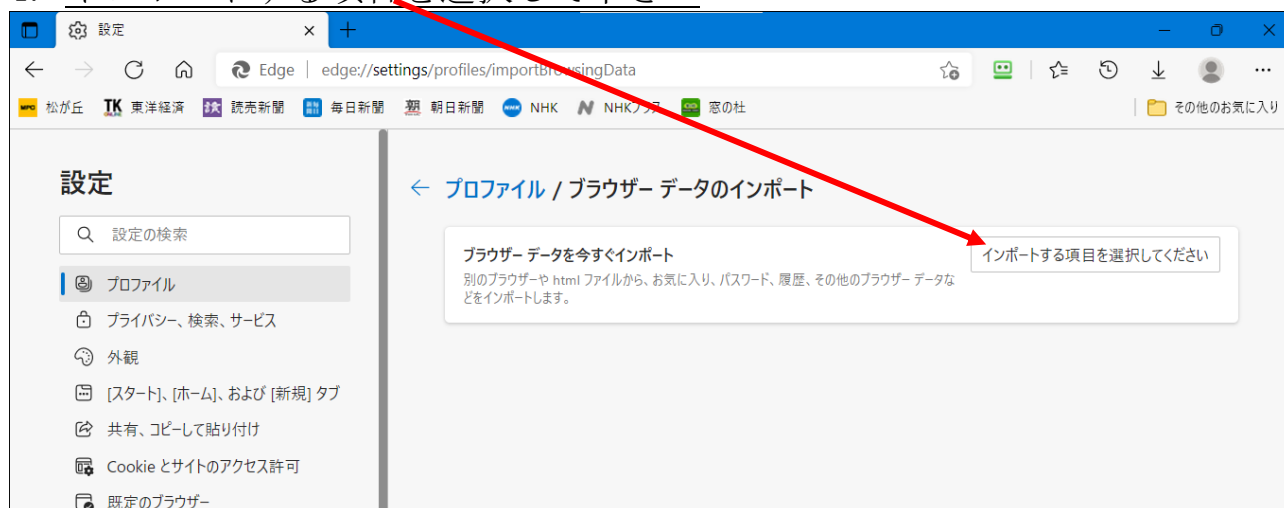 設定
Edge | edge://settings/profiles/importBrowsingData
松が丘 TK 東洋経済 読売新聞 毎日新聞 朝日新聞 NHK NHKプラス 窓の杜 その他のお気に入り
設定
← プロファイル / ブラウザー データのインポート
設定の検索
ブラウザー データを今すぐインポート
インポートする項目を選択してください
別のブラウザーや html ファイルから、お気に入り、パスワード、履歴、その他のブラウザー データな
どをインポートします。
プロファイル
プライバシー、検索、サービス
外観
[スタート]、[ホーム]、および [新規] タブ
共有、コピーして貼り付け
Cookie とサイトのアクセス許可
既定のブラウザー